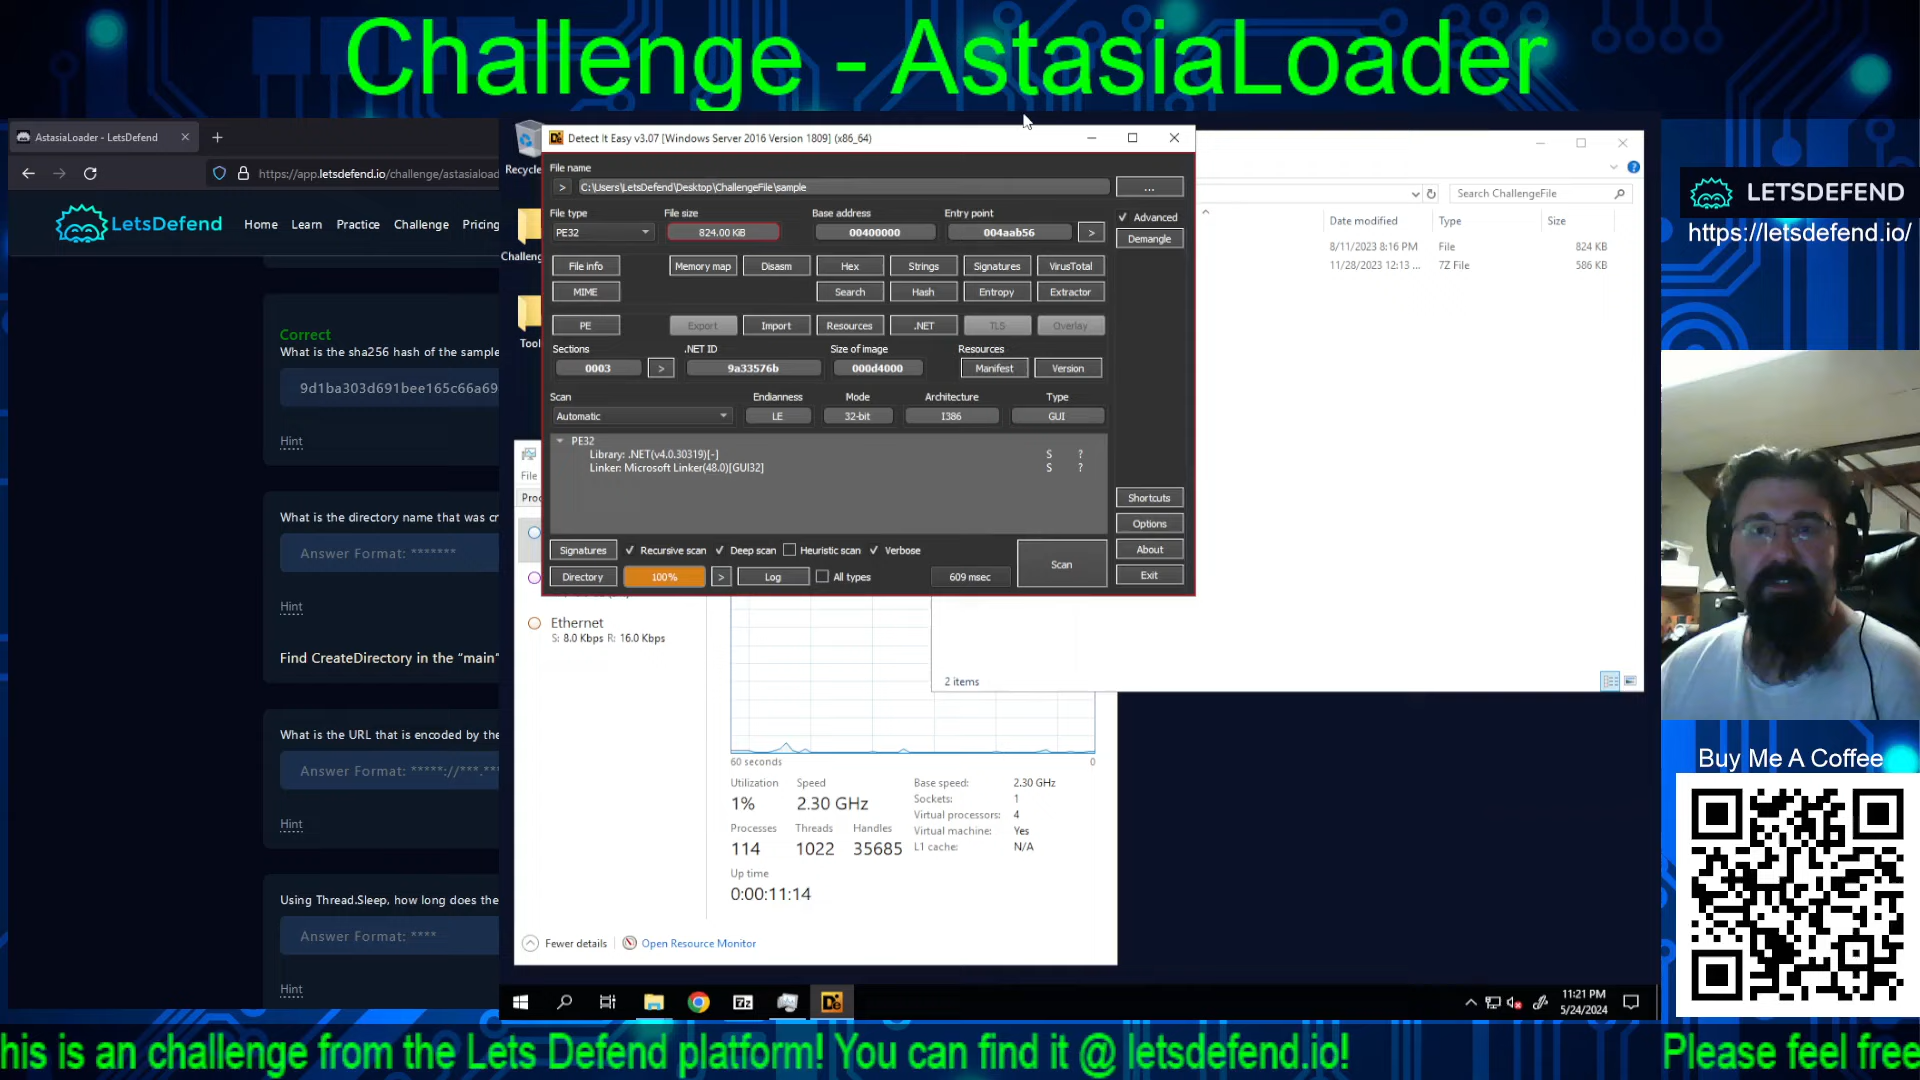 Challenge - AstasiaLoader
AstasiaLoader - LetsDefend
https://app.letsdefend.io/challenge/astasiaload
LetsDefend
Home
Learn
Practice
Challenge
Pricing
Correct
What is the sha256 hash of the sample
9d1ba303d691bee165c66a69
Hint
What is the directory name that was cr
Answer Format: *******
Hint
Find CreateDirectory in the “main”
What is the URL that is encoded by the
Answer Format: *****://***.**
Hint
Using Thread.Sleep, how long does the
Answer Format: ****
Hint
Recycle
Challeng
Tool
Detect It Easy v3.07 [Windows Server 2016 Version 1809] (x86_64)
File name
> C:\Users\LetsDefend\Desktop\ChallengeFile\sample ...
File type File size Base address Entry point Advanced
PE32 824.00 KiB 00400000 004aab56 > Demangle
File info Memory map Disasm Hex Strings Signatures VirusTotal
MIME Search Hash Entropy Extractor
PE Export Import Resources .NET TLS Overlay
Sections .NET ID Size of image Resources
0003 > 9a33576b 000d4000 Manifest Version
Scan Endianness Mode Architecture Type
Automatic LE 32-bit I386 GUI
PE32
Library: .NET(v4.0.30319)[-] S ?
Linker: Microsoft Linker(48.0)[GUI32] S ?
Shortcuts
Options
Signatures Recursive scan Deep scan Heuristic scan Verbose Scan About
Directory 100% > Log All types 609 msec Exit
Search ChallengeFile
Date modified Type Size
8/11/2023 8:16 PM File 824 KB
11/28/2023 12:13 ... 7Z File 586 KB
2 items
File
Proc
Ethernet
S: 8.0 Kbps R: 16.0 Kbps
60 seconds 0
Utilization Speed Base speed: 2.30 GHz
1% 2.30 GHz Sockets: 1
Processes Threads Handles Virtual processors: 4
114 1022 35685 Virtual machine: Yes
L1 cache: N/A
Up time
0:00:11:14
Fewer details Open Resource Monitor
11:21 PM
5/24/2024
LETSDEFEND
https://letsdefend.io/
Buy Me A Coffee
his is an challenge from the Lets Defend platform! You can find it @ letsdefend.io!
Please feel free